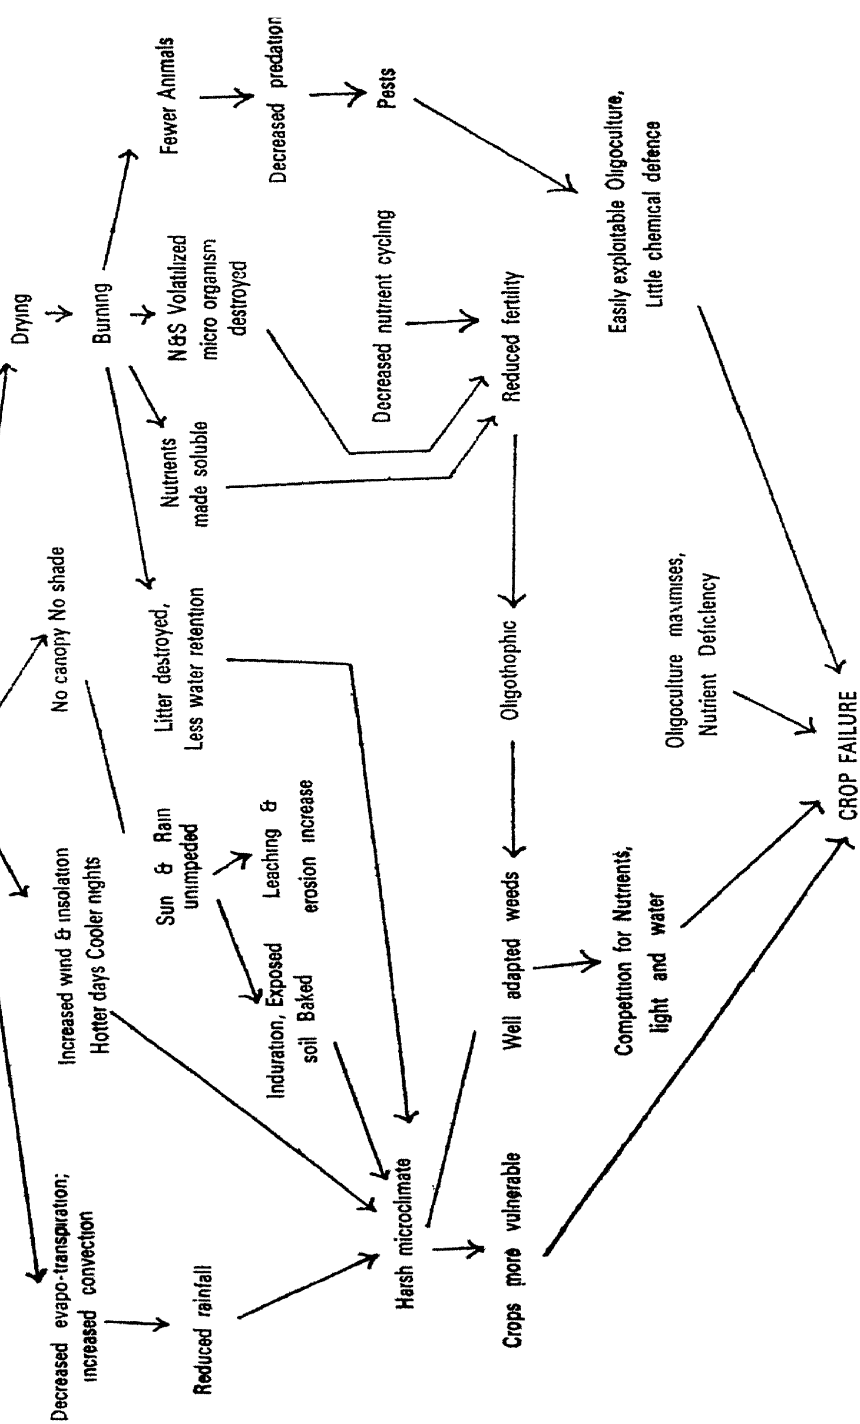 Drying
Burning
Fewer Animals
Decreased predation
Pests
N&S Volatilized
micro organism
destroyed
Nutrients
made soluble
Decreased nutrient cycling
Reduced fertility
Easily exploitable Oligoculture,
Little chemical defence
No canopy No shade
Litter destroyed,
Less water retention
Increased wind & insolation
Hotter days Cooler nights
Sun & Rain
unimpeded
Leaching &
erosion increase
Induration, Exposed
soil Baked
Decreased evapo-transpiration;
increased convection
Reduced rainfall
Harsh microclimate
Crops more vulnerable
Well adapted weeds
Oligothophic
Competition for Nutrients,
light and water
Oligoculture maximises,
Nutrient Deficlency
CROP FAILURE